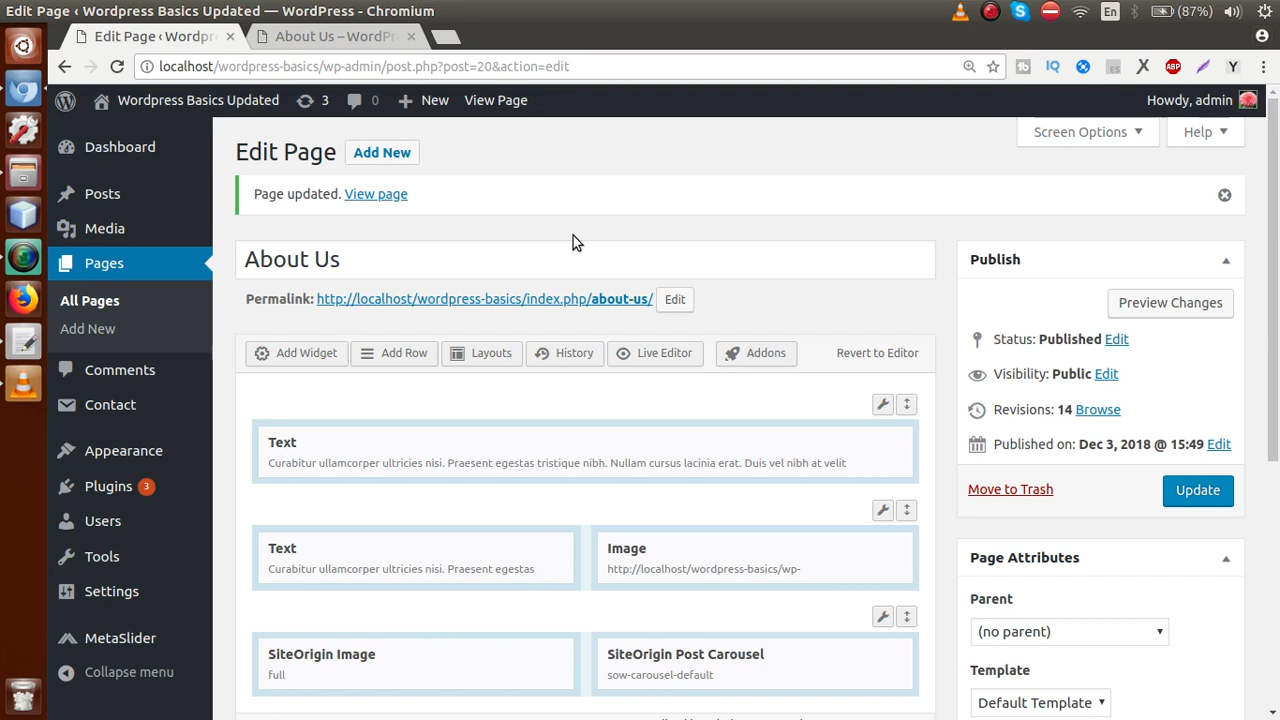 Edit Page ‹ Wordpress Basics Updated — WordPress - Chromium
En
(87%)
Edit Page ‹ Wordpr
About Us – WordPr
localhost/wordpress-basics/wp-admin/post.php?post=20&action=edit
IQ
ES
X
ABP
Y
Wordpress Basics Updated
3
0
New
View Page
Howdy, admin
Dashboard
Posts
Media
Pages
All Pages
Add New
Comments
Contact
Appearance
Plugins 3
Users
Tools
Settings
MetaSlider
Collapse menu
Screen Options
Help
Edit Page
Add New
Page updated. View page
About Us
Permalink: http://localhost/wordpress-basics/index.php/about-us/ Edit
Add Widget
Add Row
Layouts
History
Live Editor
Addons
Revert to Editor
Text
Curabitur ullamcorper ultricies nisi. Praesent egestas tristique nibh. Nullam cursus lacinia erat. Duis vel nibh at velit
Text
Curabitur ullamcorper ultricies nisi. Praesent egestas
Image
http://localhost/wordpress-basics/wp-
SiteOrigin Image
full
SiteOrigin Post Carousel
sow-carousel-default
Publish
Preview Changes
Status: Published Edit
Visibility: Public Edit
Revisions: 14 Browse
Published on: Dec 3, 2018 @ 15:49 Edit
Move to Trash
Update
Page Attributes
Parent
(no parent)
Template
Default Template